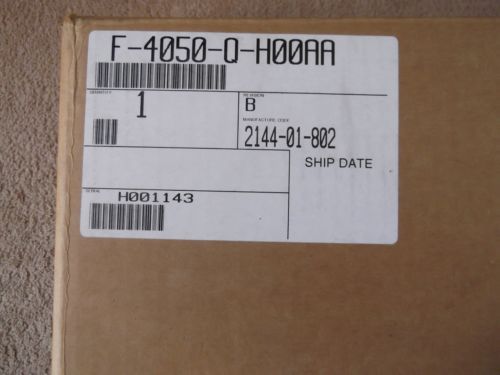 F-4050-Q-H00AA
QUANTITY
1
REVISION
B
MANUFACTURE CODE
2144-01-802
SHIP DATE
SERIAL
H001143